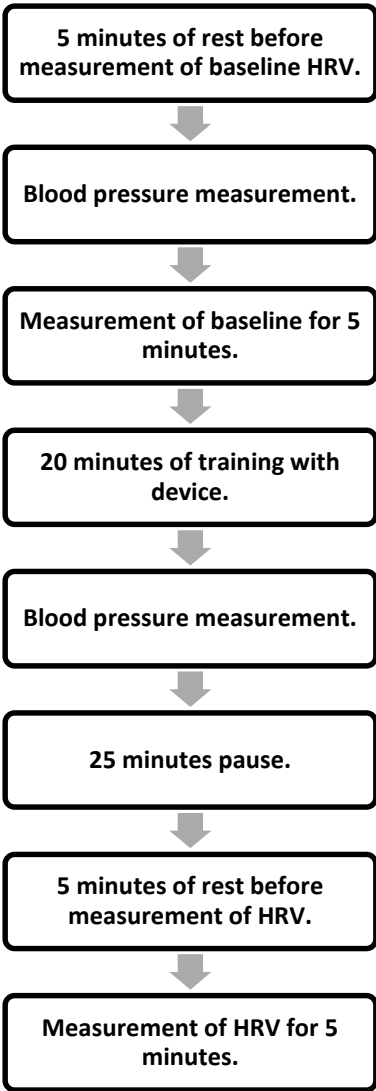 5 minutes of rest before
measurement of baseline HRV.
Blood pressure measurement.
Measurement of baseline for 5
minutes.
20 minutes of training with
device.
Blood pressure measurement.
25 minutes pause.
5 minutes of rest before
measurement of HRV.
Measurement of HRV for 5
minutes.